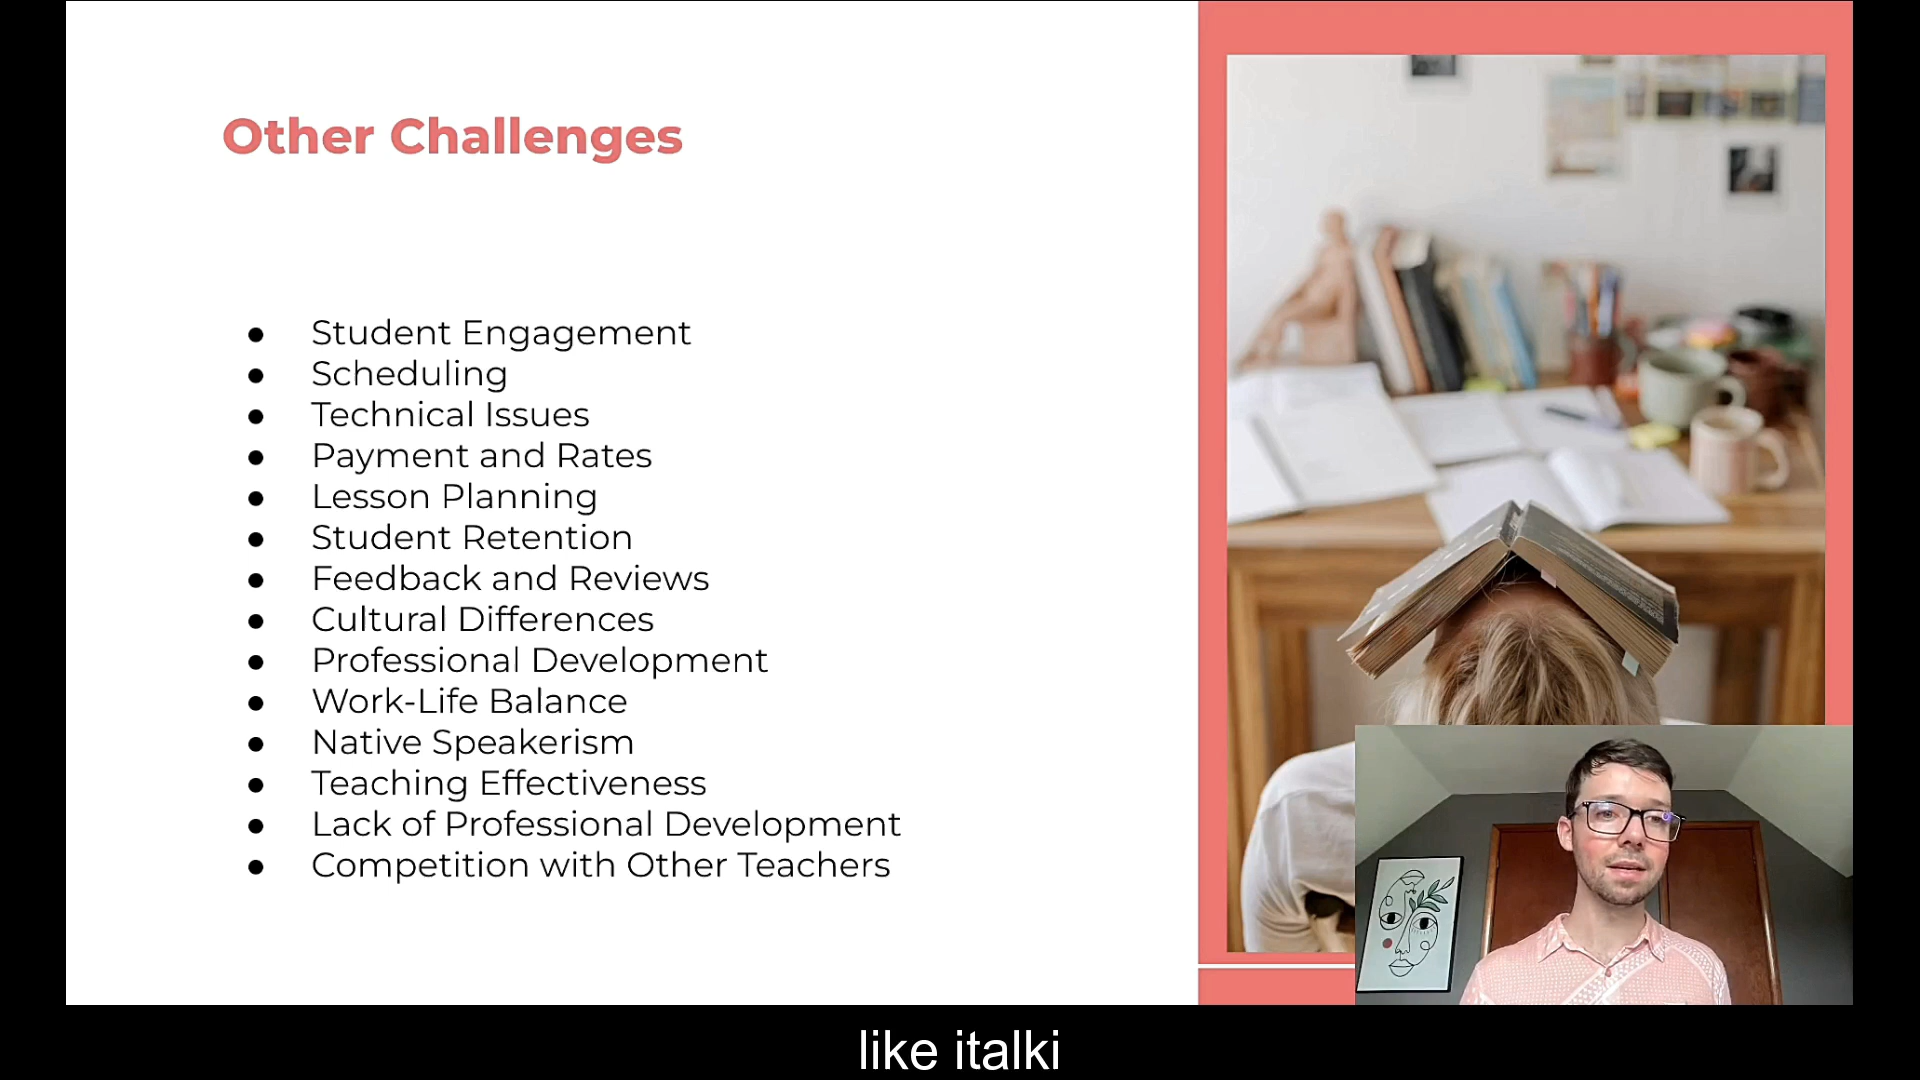 Other Challenges
Student Engagement
Scheduling
Technical Issues
Payment and Rates
Lesson Planning
Student Retention
Feedback and Reviews
Cultural Differences
Professional Development
Work-Life Balance
Native Speakerism
Teaching Effectiveness
Lack of Professional Development
Competition with Other Teachers
like italki